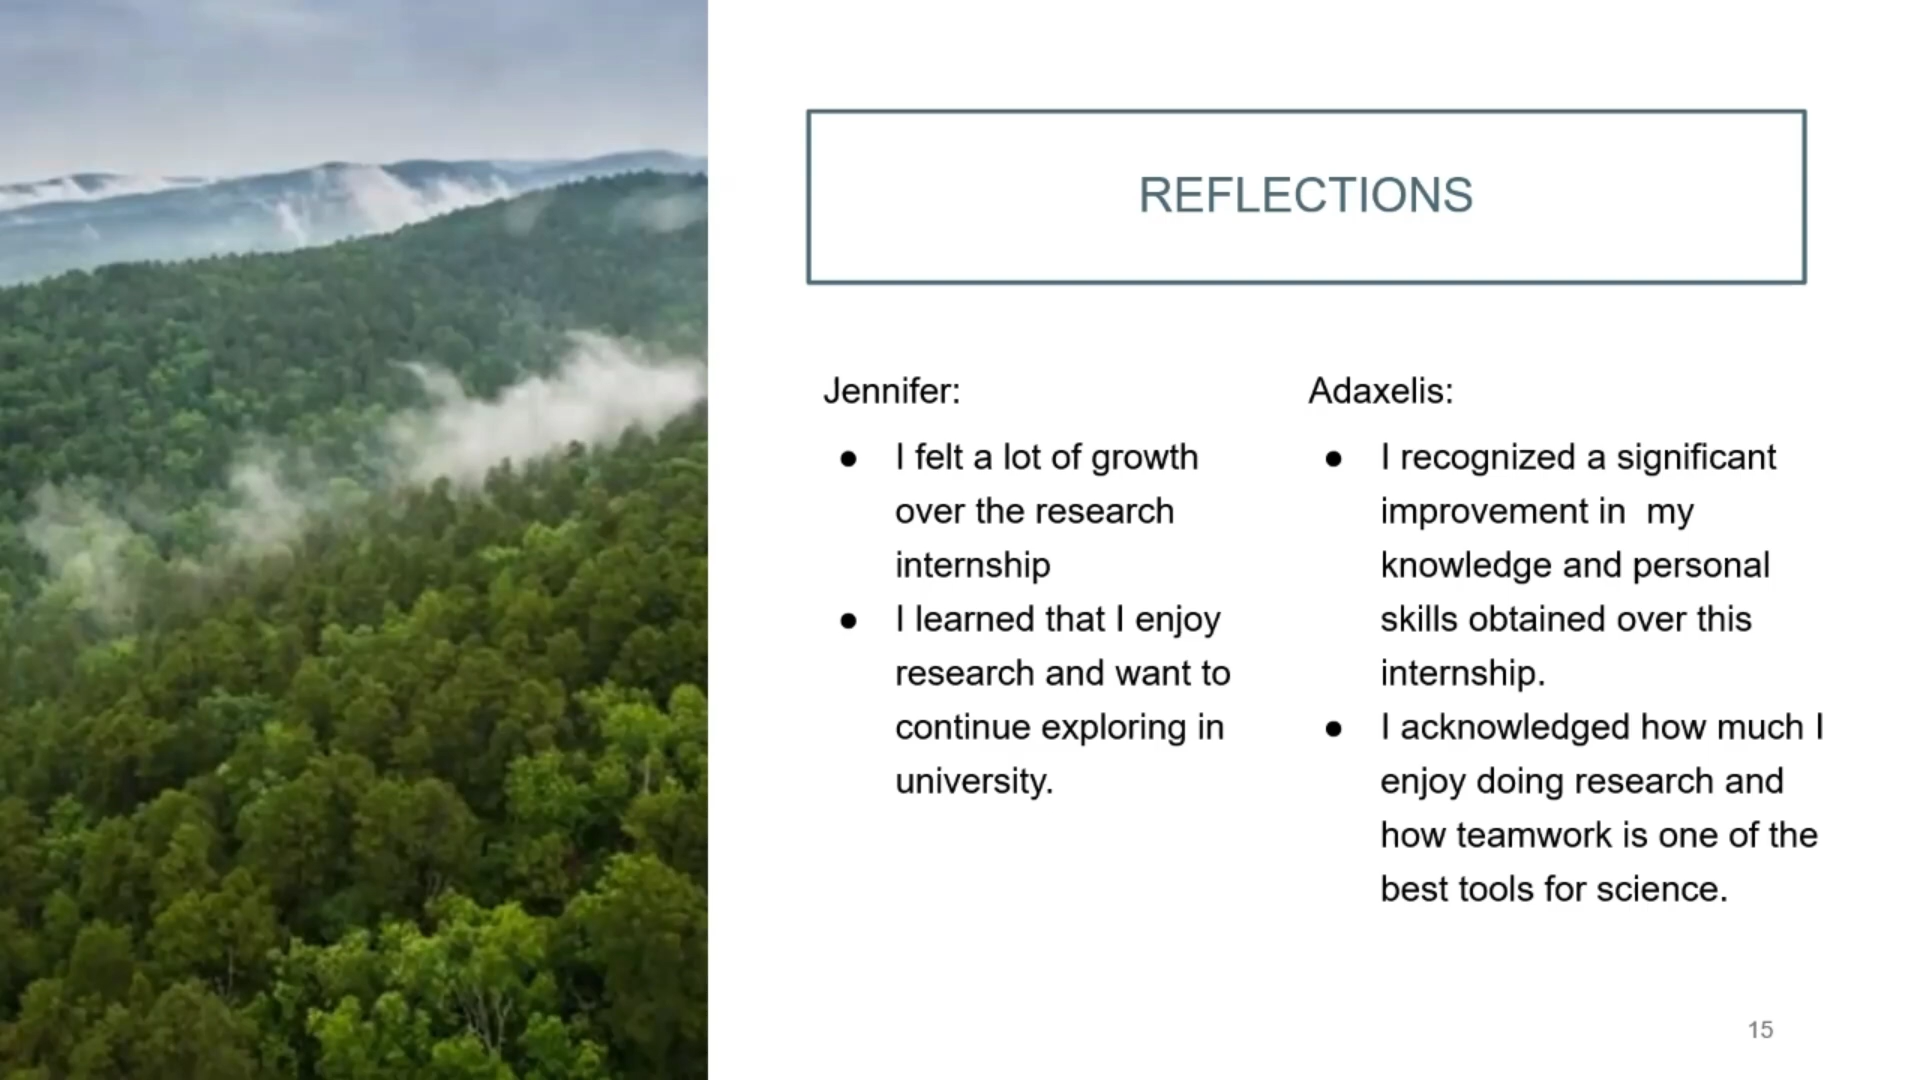 REFLECTIONS
Jennifer:
● I felt a lot of growth
over the research
internship
● I learned that I enjoy
research and want to
continue exploring in
university.
Adaxelis:
● I recognized a significant
improvement in  my
knowledge and personal
skills obtained over this
internship.
● I acknowledged how much I
enjoy doing research and
how teamwork is one of the
best tools for science.
15